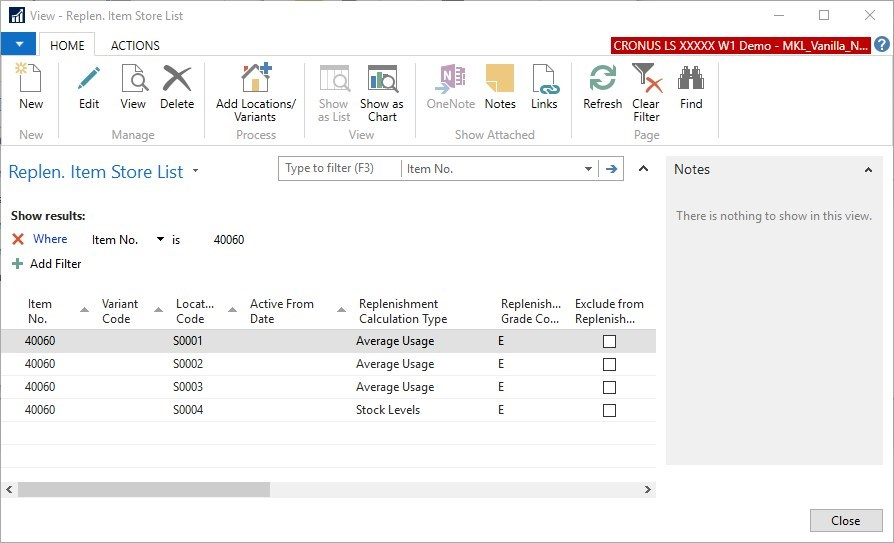 View - Replen. Item Store List
HOME ACTIONS
CRONUS LS XXXXX W1 Demo - MKL_Vanilla_N...
New Edit View Delete Add Locations/ Variants Show as List Show as Chart OneNote Notes Links Refresh Clear Filter Find
New Manage Process View Show Attached Page
Replen. Item Store List
Type to filter (F3) Item No.
Notes
There is nothing to show in this view.
Show results:
Where Item No. is 40060
Add Filter
Item No. Variant Code Locat... Code Active From Date Replenishment Calculation Type Replenish... Grade Co... Exclude from Replenish...
40060 S0001 Average Usage E
40060 S0002 Average Usage E
40060 S0003 Average Usage E
40060 S0004 Stock Levels E
Close